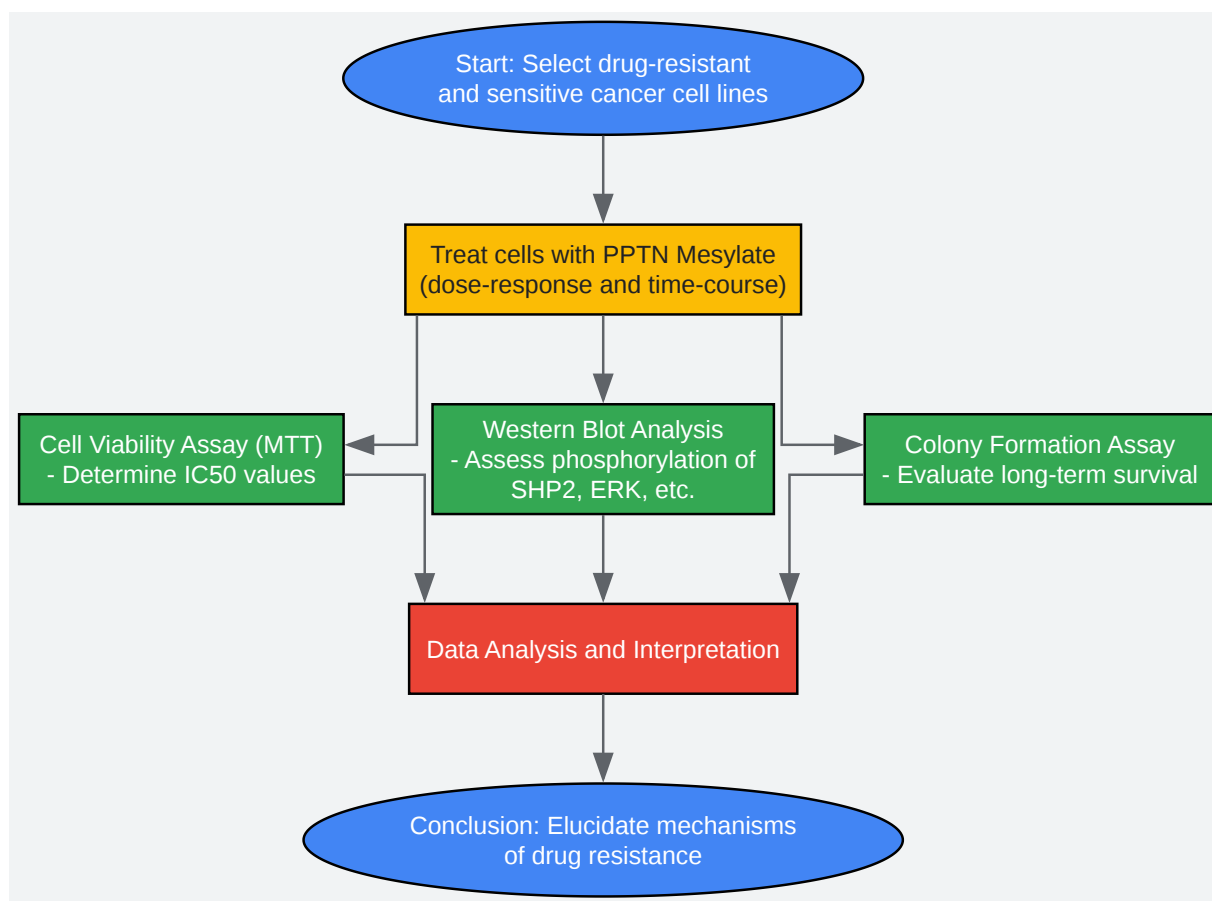 Start: Select drug-resistant
and sensitive cancer cell lines
Treat cells with PPTN Mesylate
(dose-response and time-course)
Cell Viability Assay (MTT)
- Determine IC50 values
Western Blot Analysis
- Assess phosphorylation of
SHP2, ERK, etc.
Colony Formation Assay
- Evaluate long-term survival
Data Analysis and Interpretation
Conclusion: Elucidate mechanisms
of drug resistance